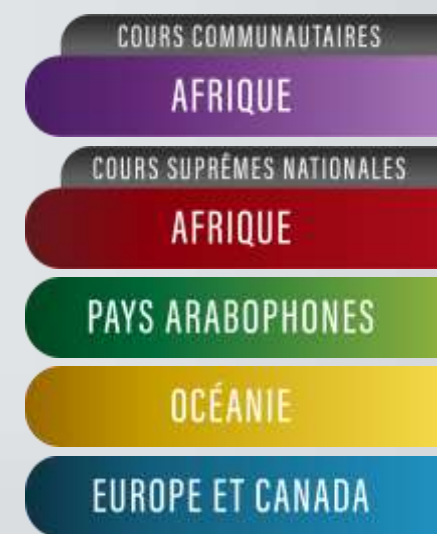 COURS COMMUNAUTAIRES
AFRIQUE
COURS SUPRÊMES NATIONALES
AFRIQUE
PAYS ARABOPHONES
OCÉANIE
EUROPE ET CANADA